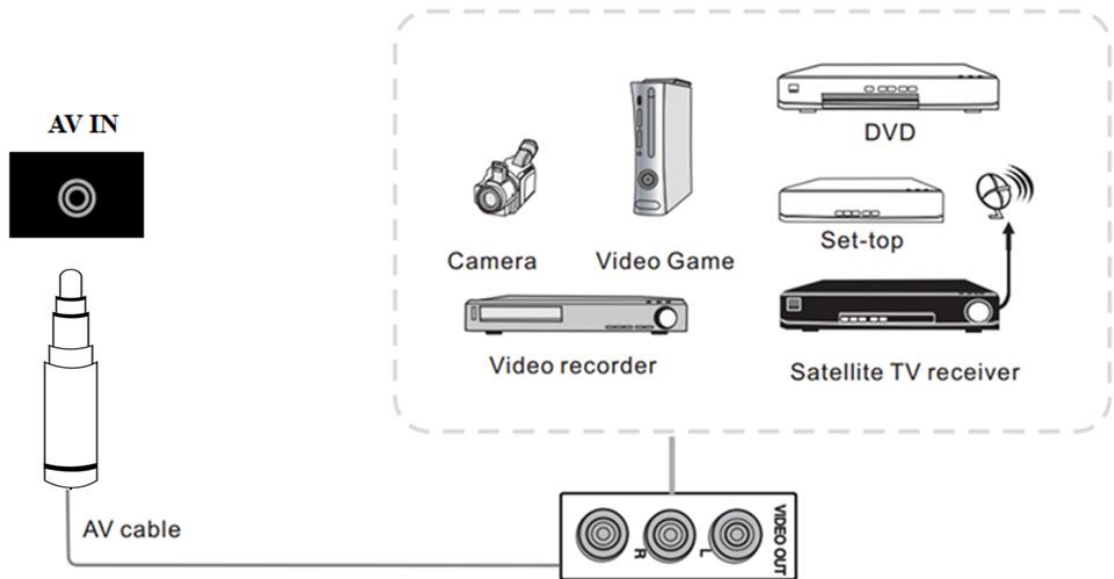 AV IN
DVD
Set-top
Camera
Video Game
Video recorder
Satellite TV receiver
AV cable
R
L
VIDEO OUT